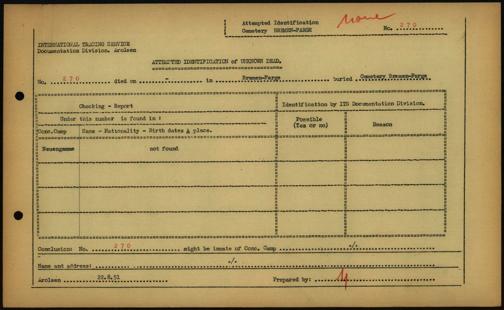 Attempted Identification
Cemetery BREMEN-FARGE
None
No. 270
INTERNATIONAL TRACING SERVICE
Documentation Division. Arolsen
ATTEMPTED IDENTIFICATION of UNKNOWN DEAD.
No. 270 died on - in Bremen-Farge buried Cemetery Bremen-Farge
Checking - Report
Identification by ITS Documentation Division.
Under this number is found in :
Possible (Yes or no)
Reason
Conc.Camp
Name - Nationality - Birth dates & place.
Neuengamme
not found
Conclusion: No. 270 might be inmate of Conc. Camp ./.
Name and address: ./.
Arolsen 22.8.51 Prepared by: